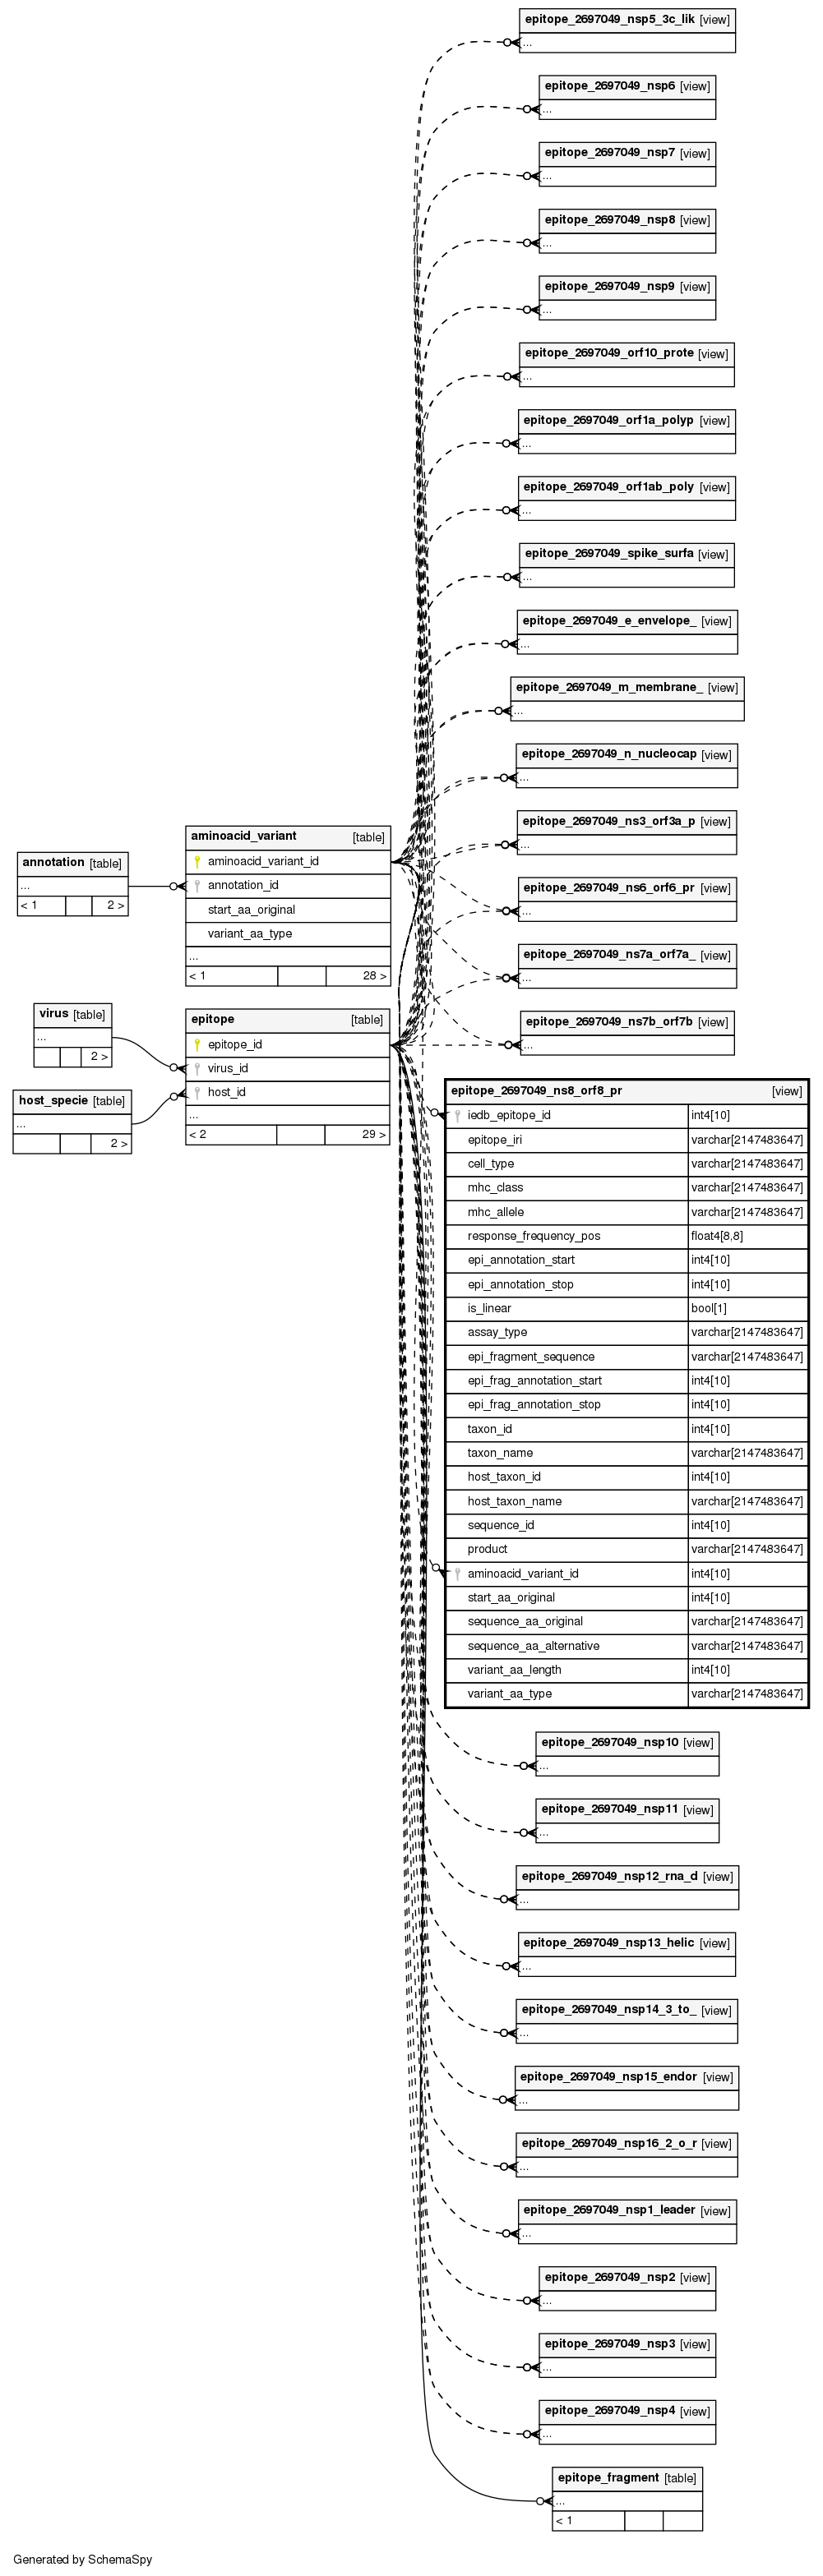 epitope_2697049_nsp5_3c_lik [view]
...
epitope_2697049_nsp6 [view]
...
epitope_2697049_nsp7 [view]
...
epitope_2697049_nsp8 [view]
...
epitope_2697049_nsp9 [view]
...
epitope_2697049_orf10_prote [view]
...
epitope_2697049_orf1a_polyp [view]
...
epitope_2697049_orf1ab_poly [view]
...
epitope_2697049_spike_surfa [view]
...
epitope_2697049_e_envelope_ [view]
...
epitope_2697049_m_membrane_ [view]
...
epitope_2697049_n_nucleocap [view]
...
epitope_2697049_ns3_orf3a_p [view]
...
epitope_2697049_ns6_orf6_pr [view]
...
epitope_2697049_ns7a_orf7a_ [view]
...
epitope_2697049_ns7b_orf7b [view]
...
annotation [table]
...
< 1 2 >
aminoacid_variant [table]
aminoacid_variant_id
annotation_id
start_aa_original
variant_aa_type
...
< 1 28 >
virus [table]
...
2 >
host_specie [table]
...
2 >
epitope [table]
epitope_id
virus_id
host_id
...
< 2 29 >
epitope_2697049_ns8_orf8_pr [view]
iedb_epitope_id int4[10]
epitope_iri varchar[2147483647]
cell_type varchar[2147483647]
mhc_class varchar[2147483647]
mhc_allele varchar[2147483647]
response_frequency_pos float4[8,8]
epi_annotation_start int4[10]
epi_annotation_stop int4[10]
is_linear bool[1]
assay_type varchar[2147483647]
epi_fragment_sequence varchar[2147483647]
epi_frag_annotation_start int4[10]
epi_frag_annotation_stop int4[10]
taxon_id int4[10]
taxon_name varchar[2147483647]
host_taxon_id int4[10]
host_taxon_name varchar[2147483647]
sequence_id int4[10]
product varchar[2147483647]
aminoacid_variant_id int4[10]
start_aa_original int4[10]
sequence_aa_original varchar[2147483647]
sequence_aa_alternative varchar[2147483647]
variant_aa_length int4[10]
variant_aa_type varchar[2147483647]
epitope_2697049_nsp10 [view]
...
epitope_2697049_nsp11 [view]
...
epitope_2697049_nsp12_rna_d [view]
...
epitope_2697049_nsp13_helic [view]
...
epitope_2697049_nsp14_3_to_ [view]
...
epitope_2697049_nsp15_endor [view]
...
epitope_2697049_nsp16_2_o_r [view]
...
epitope_2697049_nsp1_leader [view]
...
epitope_2697049_nsp2 [view]
...
epitope_2697049_nsp3 [view]
...
epitope_2697049_nsp4 [view]
...
epitope_fragment [table]
...
< 1
Generated by SchemaSpy